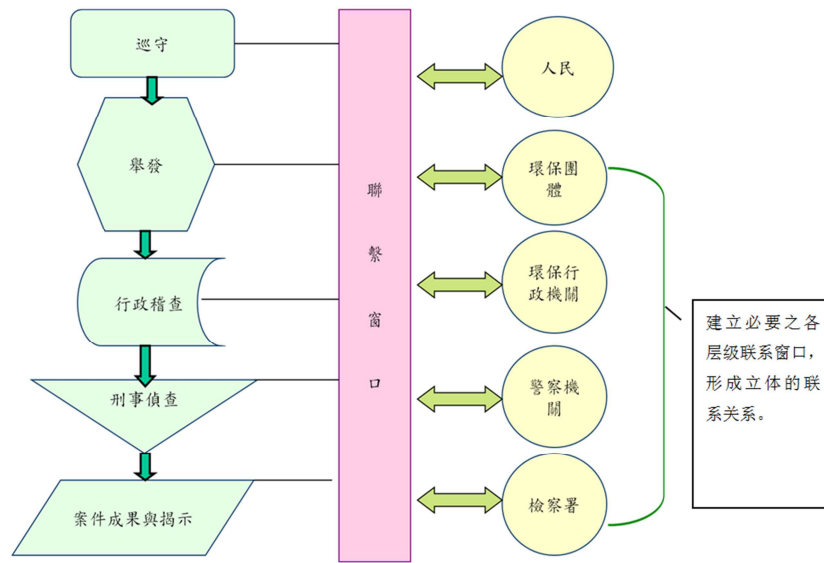 巡守
舉發
行政稽查
刑事偵查
案件成果與揭示
聯
繫
窗
口
人民
環保團
體
環保行
政機關
警察機
關
檢察署
建立必要之各
层级联系窗口，
形成立体的联
系关系。